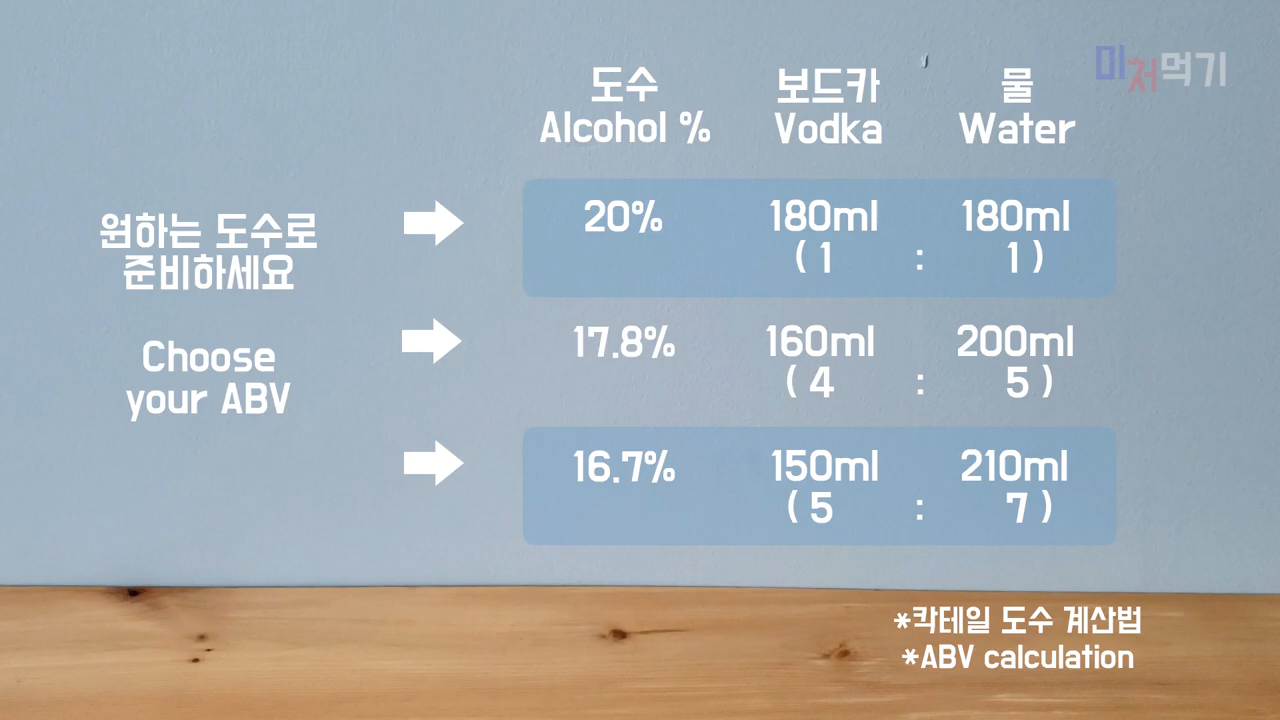 미저먹기
도수 보드카 물
Alcohol % Vodka Water
원하는 도수로
준비하세요
Choose
your ABV
20% 180ml 180ml
( 1 : 1 )
17.8% 160ml 200ml
( 4 : 5 )
16.7% 150ml 210ml
( 5 : 7 )
*칵테일 도수 계산법
*ABV calculation